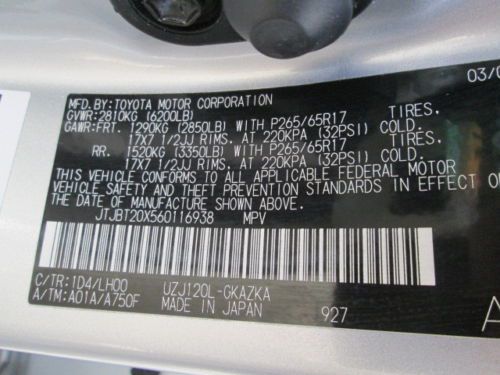 03/0
MFD.BY:TOYOTA MOTOR CORPORATION
GVWR:2810KG (6200LB)
GAWR:FRT. 1290KG (2850LB) WITH P265/65R17 TIRES.
17X7 1/2JJ RIMS, AT 220KPA (32PSI) COLD.
RR. 1520KG (3350LB) WITH P265/65R17 TIRES.
17X7 1/2JJ RIMS, AT 220KPA (32PSI) COLD.
THIS VEHICLE CONFORMS TO ALL APPLICABLE FEDERAL MOTOR
VEHICLE SAFETY AND THEFT PREVENTION STANDARDS IN EFFECT ON
THE DATE OF MANUFACTURE SHOWN ABOVE.
JTJBT20X560116938 MPV
C/TR:1D4/LH00 UZJ120L-GKAZKA
A/TM:A01A/A750F MADE IN JAPAN 927
A